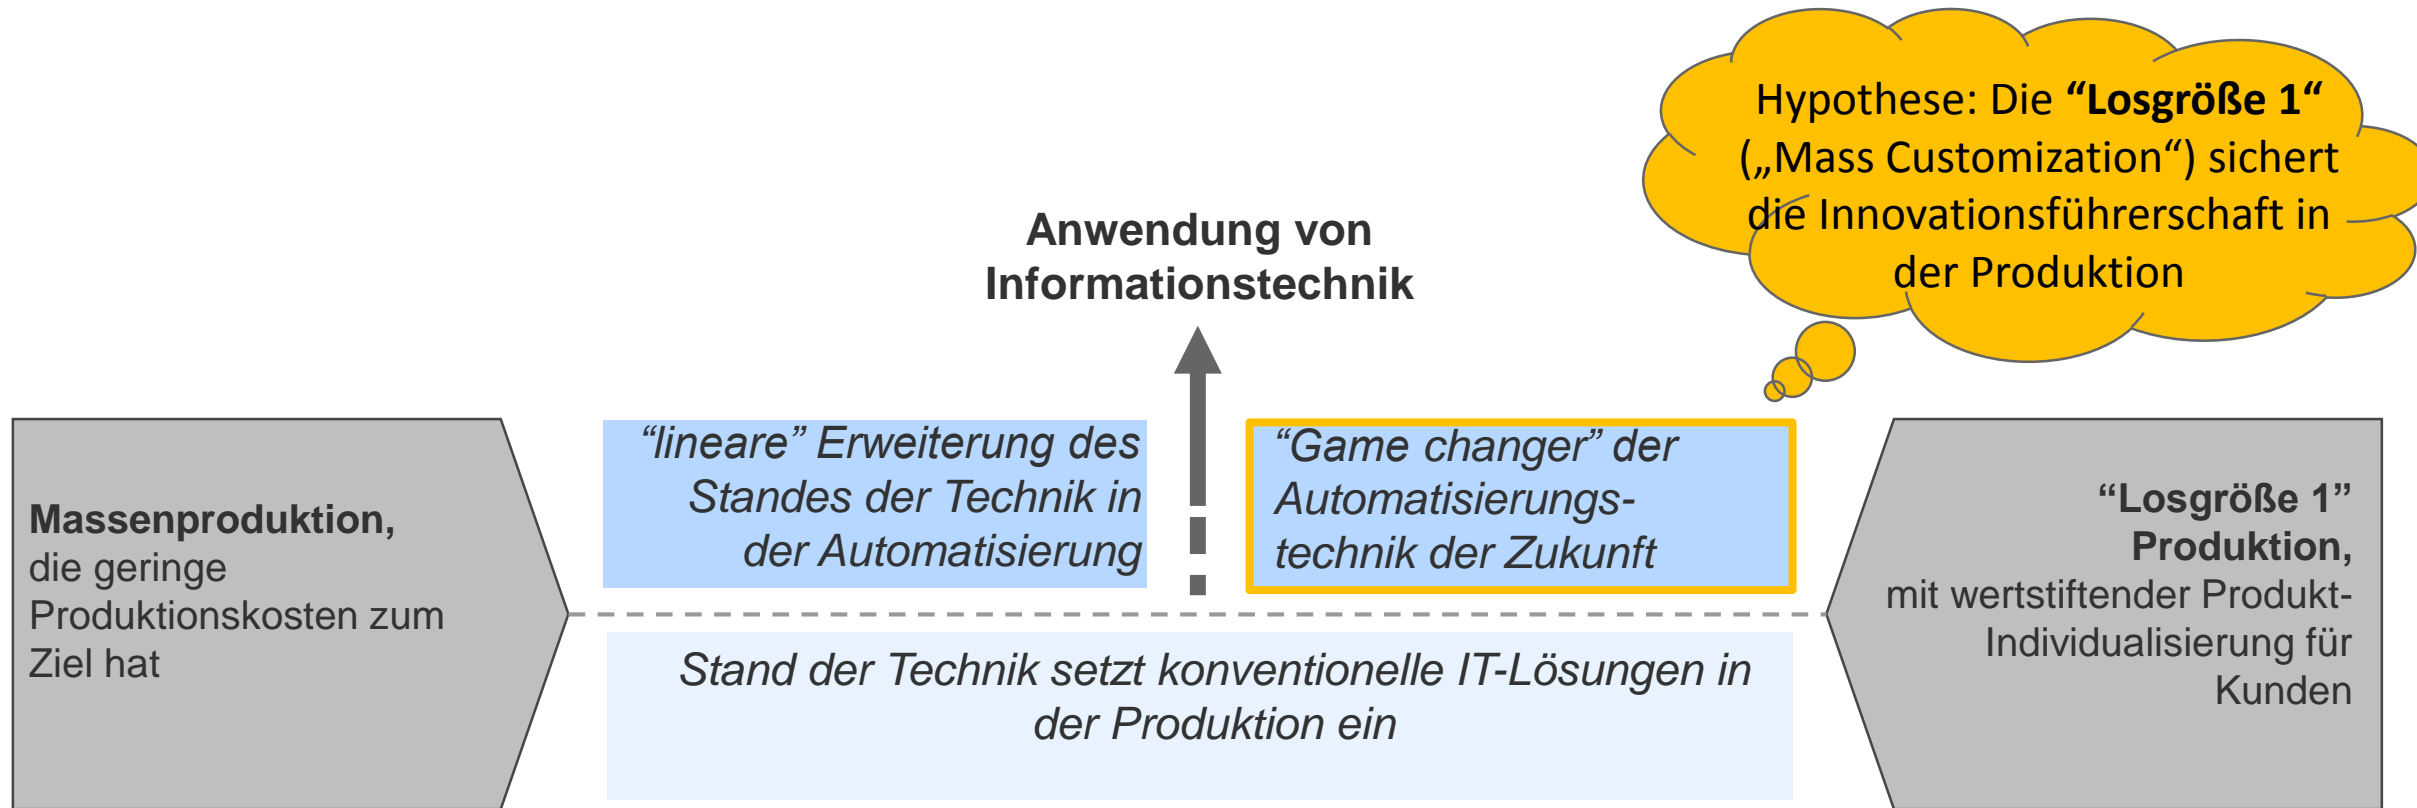 Hypothese: Die “Losgröße 1“
(„Mass Customization“) sichert
die Innovationsführerschaft in
der Produktion
Anwendung von
Informationstechnik
Massenproduktion,
die geringe
Produktionskosten zum
Ziel hat
“lineare” Erweiterung des
Standes der Technik in
der Automatisierung
“Game changer” der
Automatisierungs-
technik der Zukunft
“Losgröße 1”
Produktion,
mit wertstiftender Produkt-
Individualisierung für
Kunden
Stand der Technik setzt konventionelle IT-Lösungen in
der Produktion ein